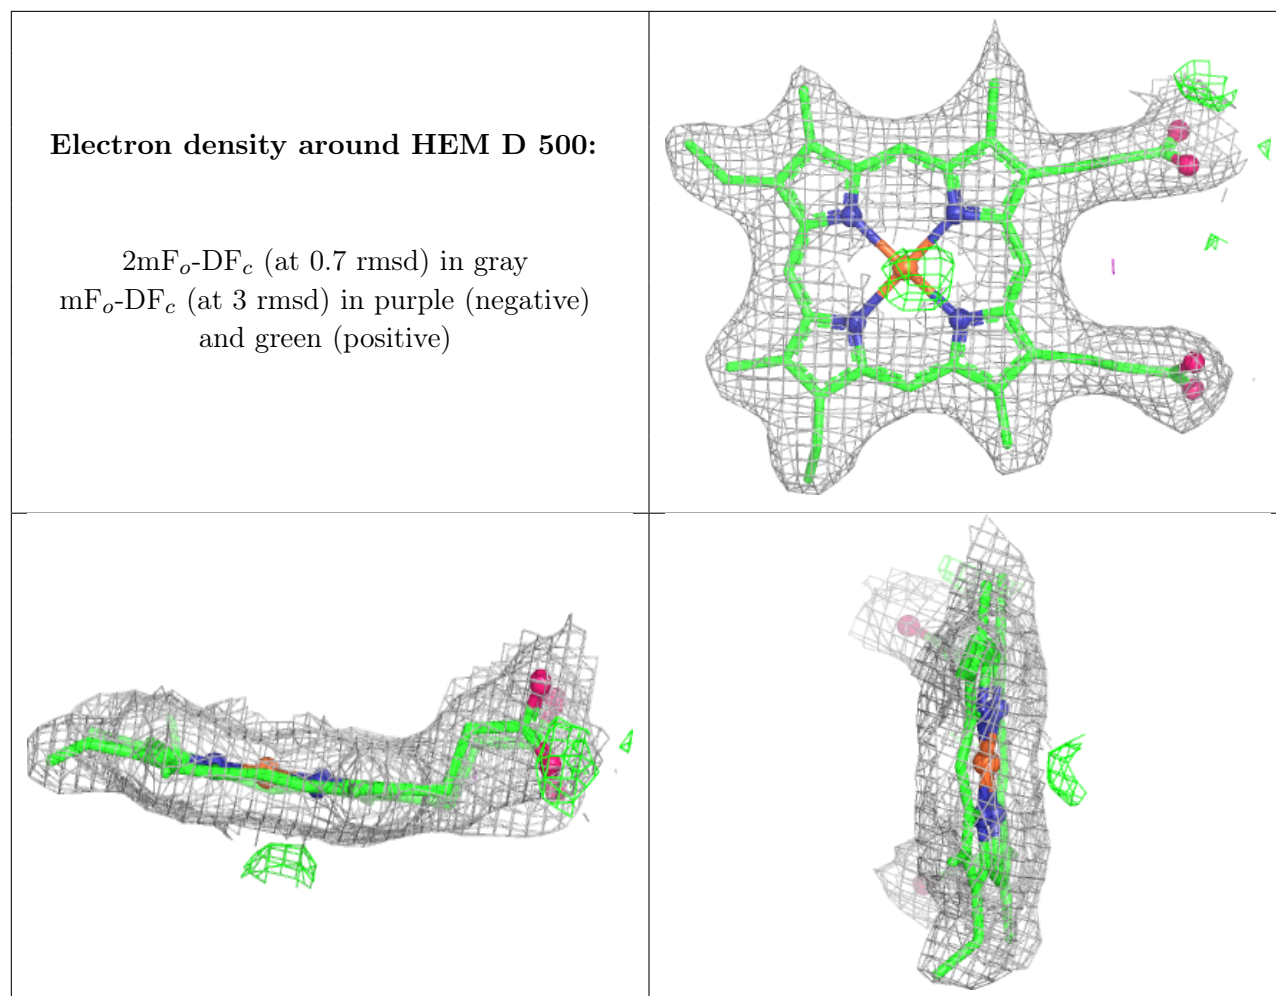 Electron density around HEM D 500:
2mFo-DFc (at 0.7 rmsd) in gray
mFo-DFc (at 3 rmsd) in purple (negative)
and green (positive)